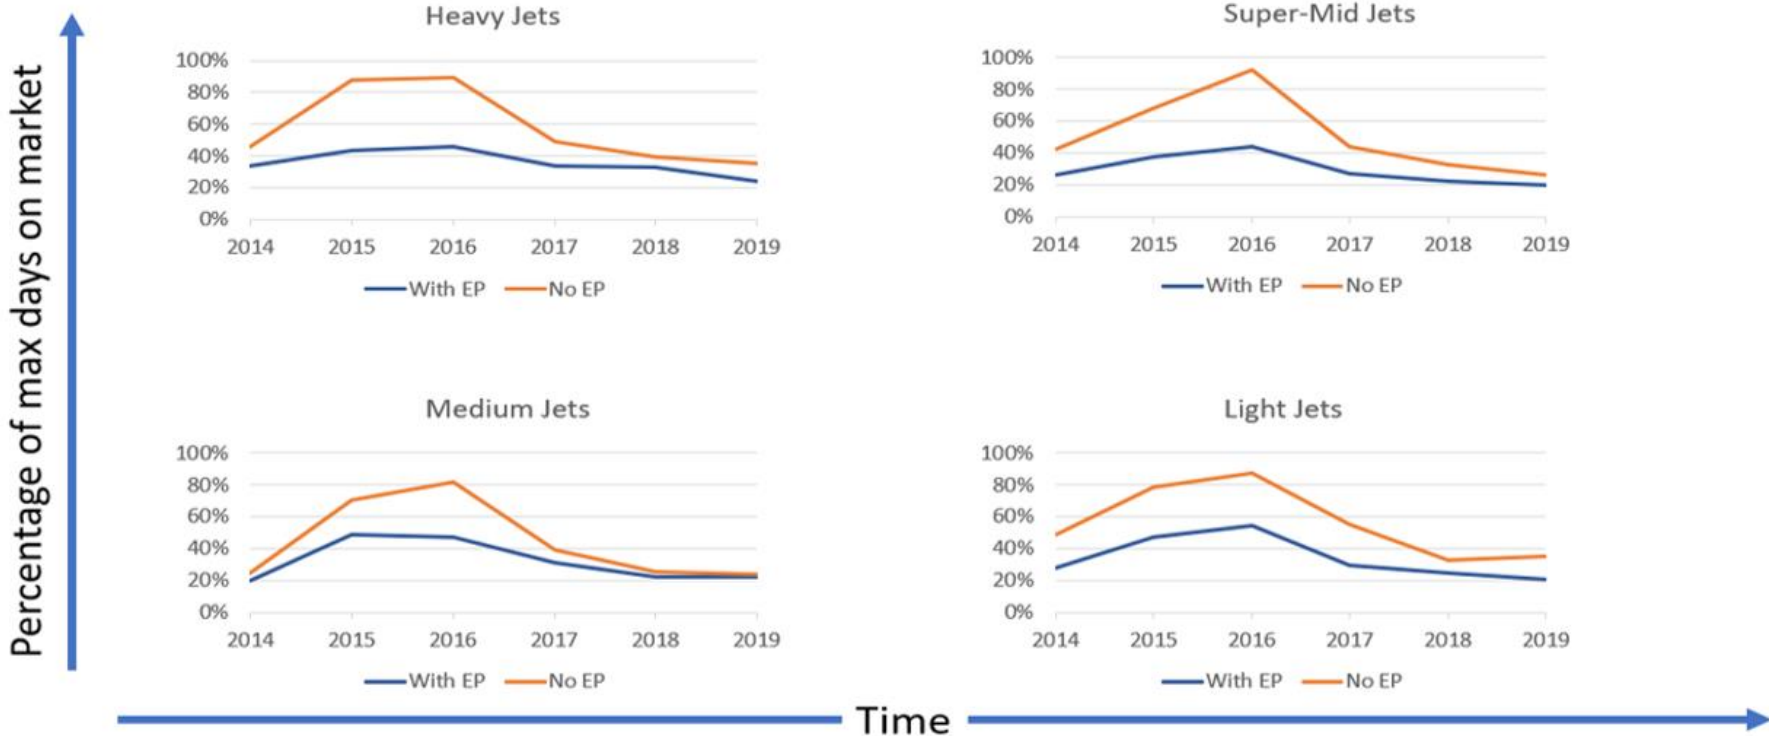 Percentage of max days on market
Heavy Jets
100%
80%
60%
40%
20%
0%
2014 2015 2016 2017 2018 2019
With EP No EP
Super-Mid Jets
100%
80%
60%
40%
20%
0%
2014 2015 2016 2017 2018 2019
With EP No EP
Medium Jets
100%
80%
60%
40%
20%
0%
2014 2015 2016 2017 2018 2019
With EP No EP
Light Jets
100%
80%
60%
40%
20%
0%
2014 2015 2016 2017 2018 2019
With EP No EP
Time